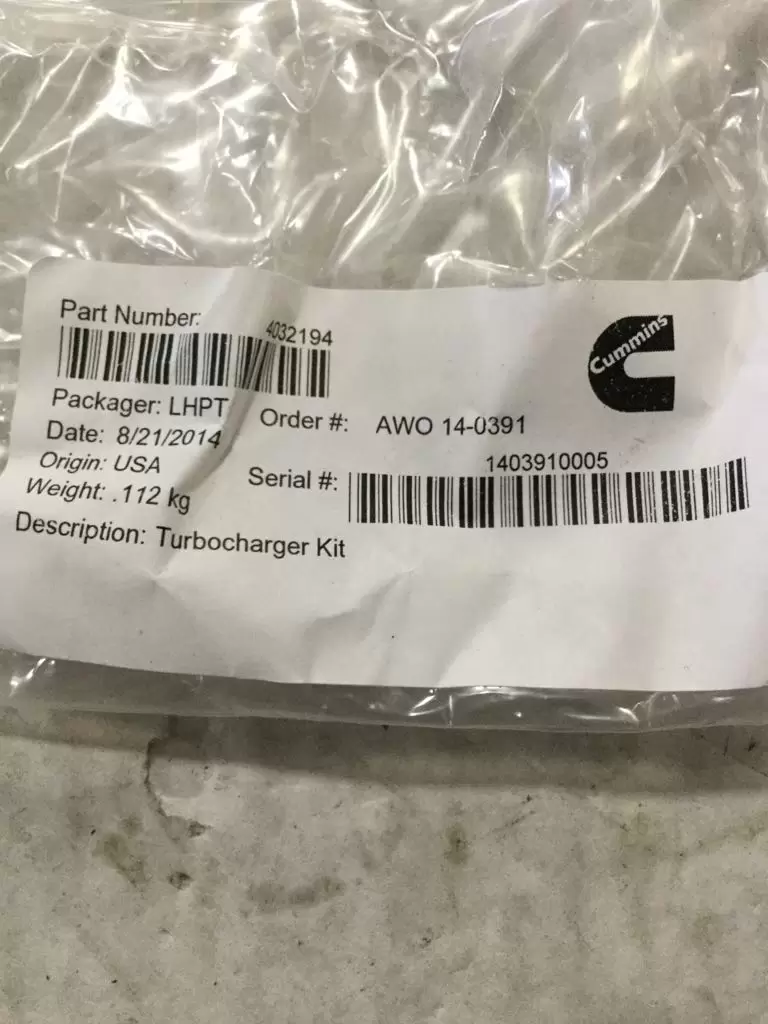 Part Number:
4032194
Cummins
Packager: LHPT
Order #: AWO 14-0391
Date: 8/21/2014
Origin: USA
Serial #: 1403910005
Weight: .112 kg
Description: Turbocharger Kit